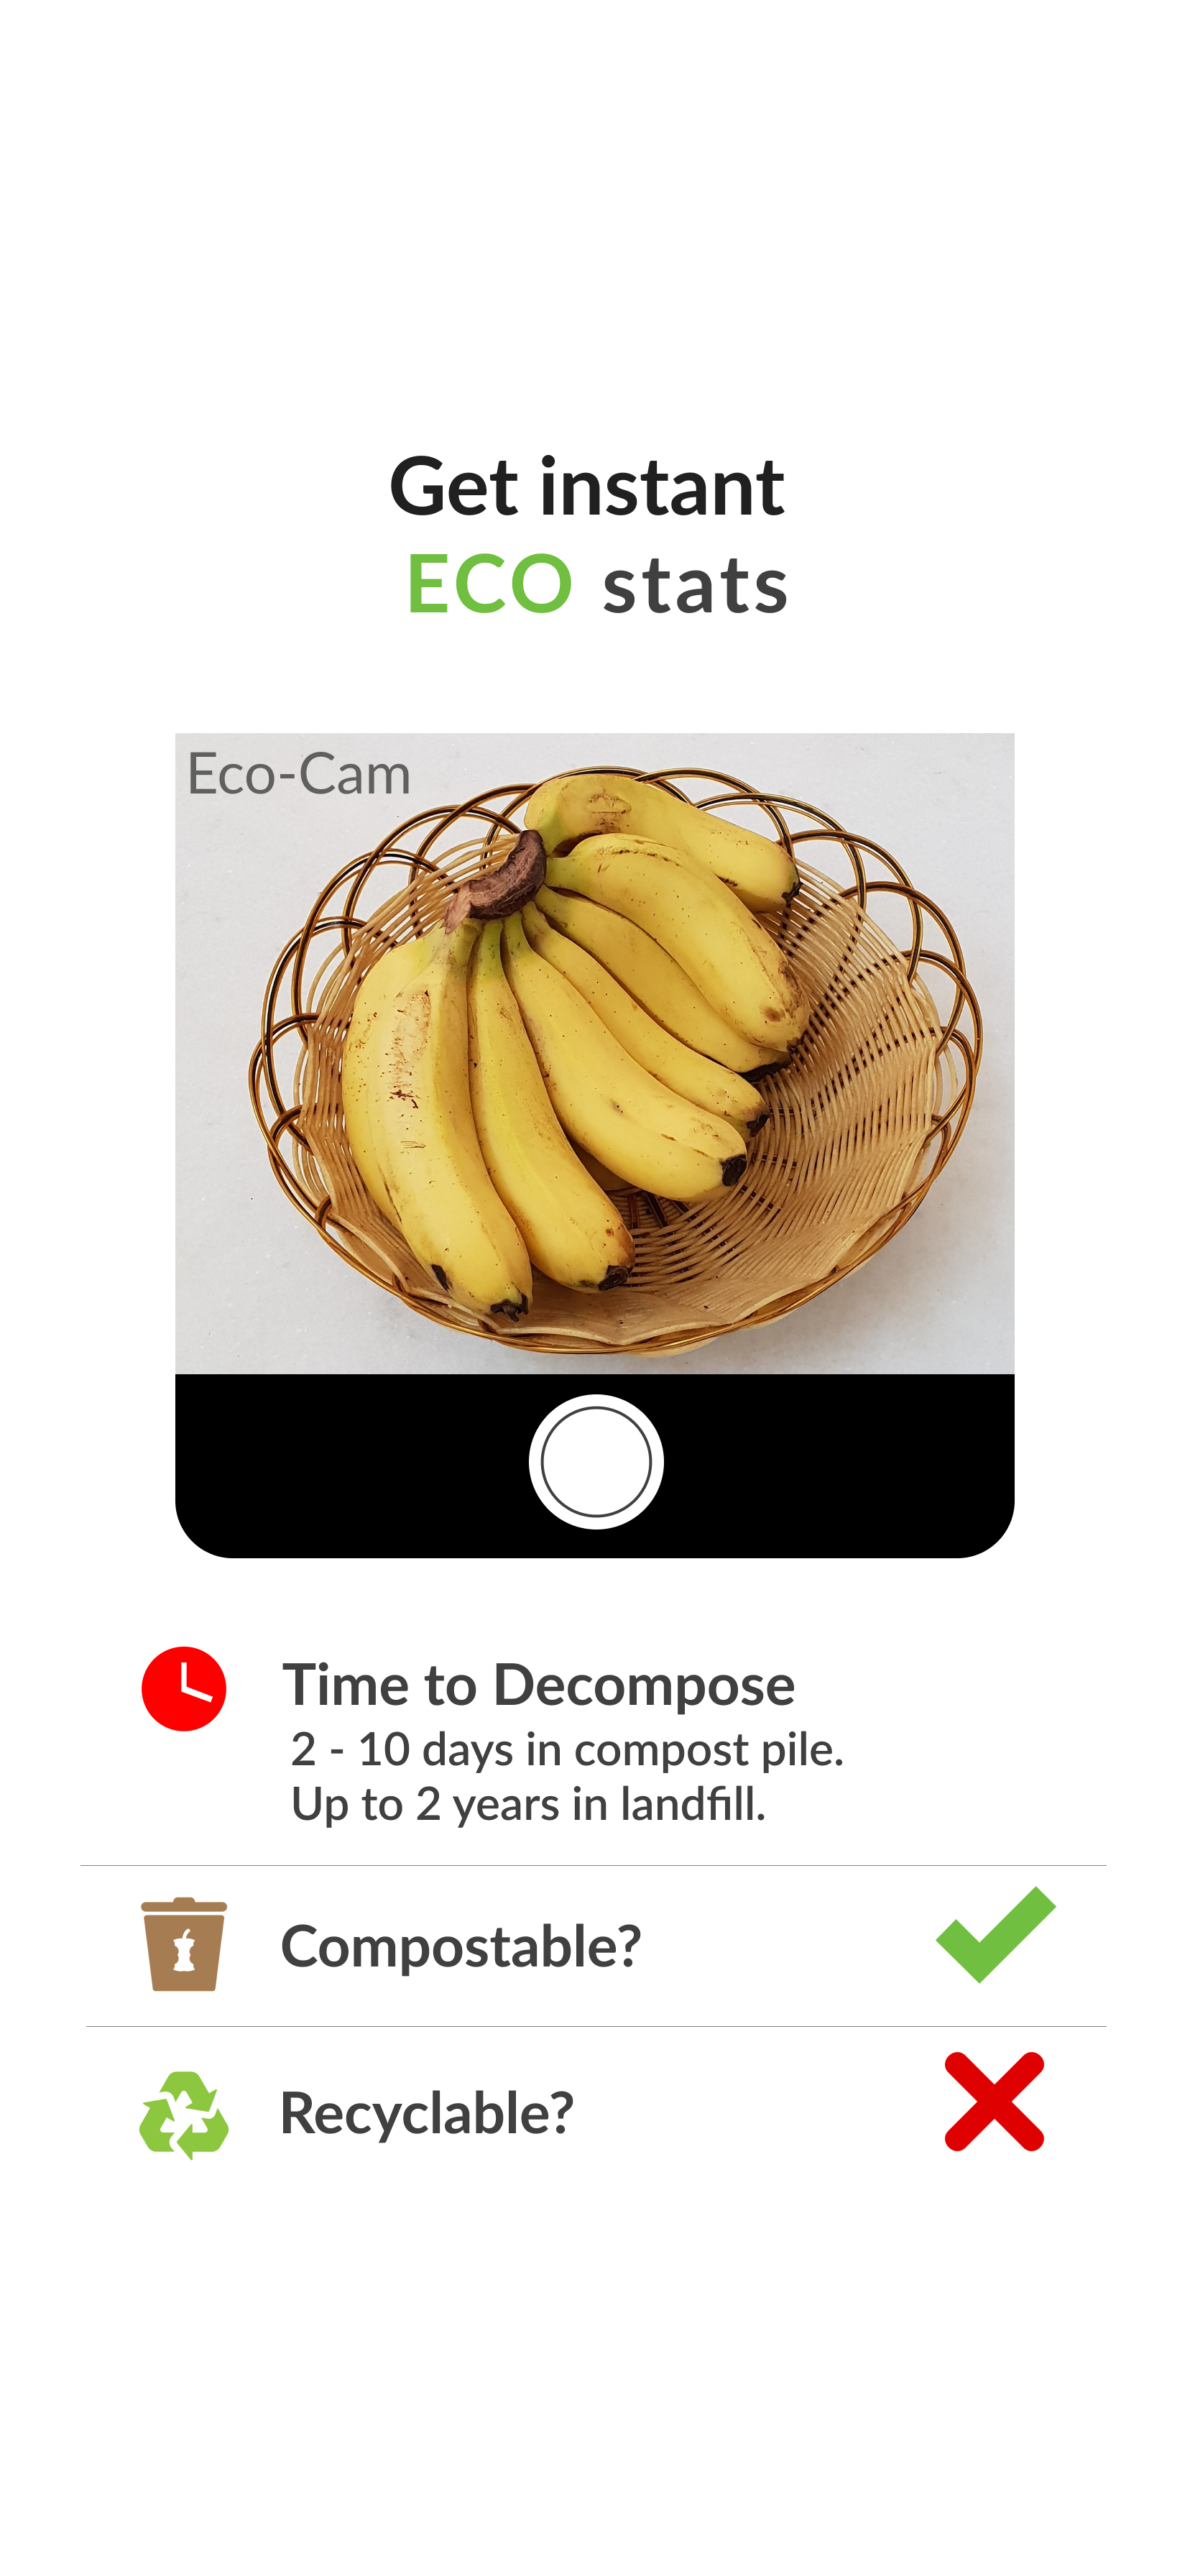 Get instant
ECO stats
Eco-Cam
Time to Decompose
2 - 10 days in compost pile.
Up to 2 years in landfill.
Compostable?
Recyclable?